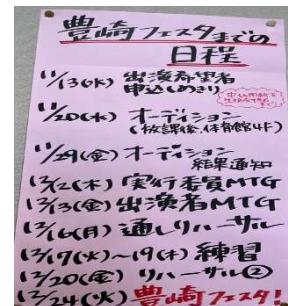 豊崎フェスタまでの
日程
11/13(水) 出演希望者
申込〆めきり
11/20(水) オーディション
(放課後、体育館4F)
11/29(金) オーディション
結果通知
12/12(木) 実行委員MTG
12/13(金) 出演者MTG
12/16(月) 通しリハーサル
12/17(火)~19(木) 練習
12/20(金) リハーサル②
12/24(火) 豊崎フェスタ!